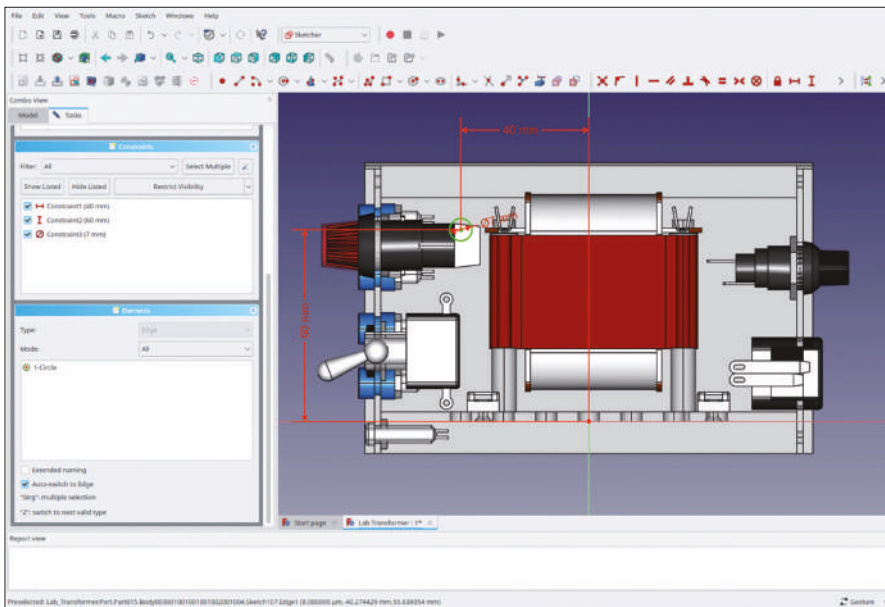 File Edit View Tools Macro Sketch Windows Help
Sketcher
Combo View
Model Tasks
Constraints
Filter: All Select Multiple
Show Listed Hide Listed Restrict Visibility
Constraint1 (40 mm)
Constraint2 (60 mm)
Constraint3 (7 mm)
Elements
Type: Edge
Mode: All
1-Circle
Extended naming
Auto-switch to Edge
"Strg": multiple selection
"Z": switch to next valid type
40 mm
Ø7 mm
60 mm
Start page Lab Transformer : 1*
Report view
Gesture